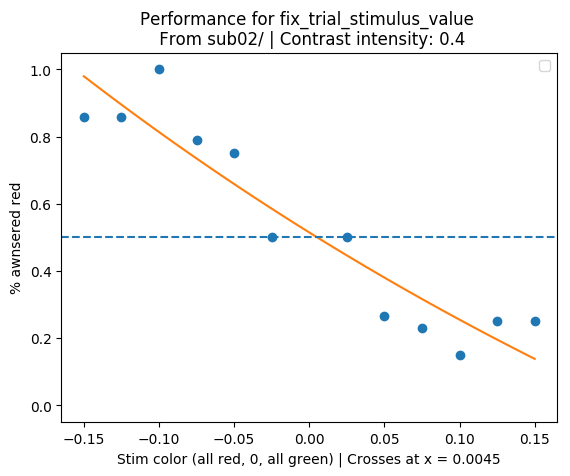 Performance for fix_trial_stimulus_value
From sub02/ | Contrast intensity: 0.4
1.0
0.8
0.6
0.4
0.2
0.0
% awnsered red
−0.15 −0.10 −0.05 0.00 0.05 0.10 0.15
Stim color (all red, 0, all green) | Crosses at x = 0.0045